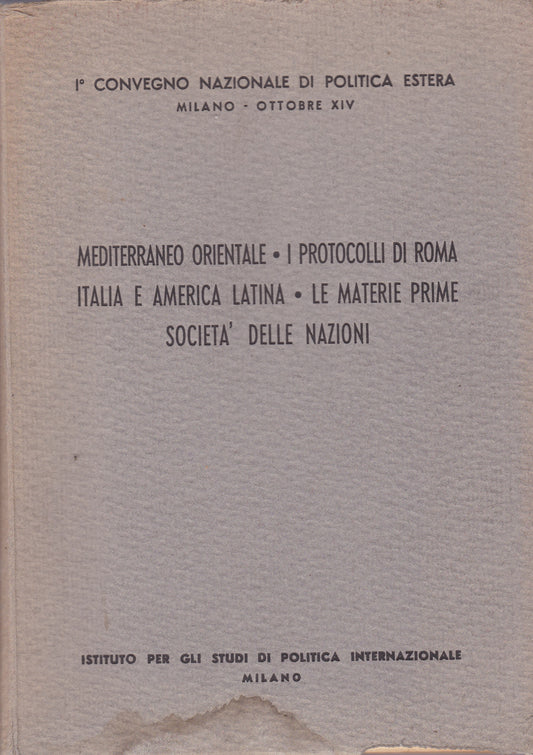 I° CONVEGNO NAZIONALE DI POLITICA ESTERA
MILANO - OTTOBRE XIV
MEDITERRANEO ORIENTALE • I PROTOCOLLI DI ROMA
ITALIA E AMERICA LATINA • LE MATERIE PRIME
SOCIETA' DELLE NAZIONI
ISTITUTO PER GLI STUDI DI POLITICA INTERNAZIONALE
MILANO